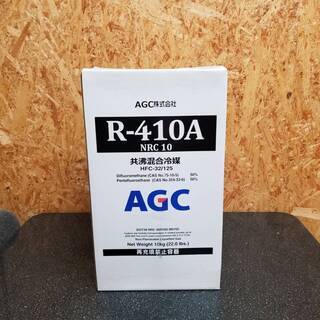 AGC株式会社
R-410A
NRC 10
共沸混合冷媒
HFC-32/125
Difluoromethane (CAS No.75-10-5) 50%
Pentafluoroethane (CAS No.354-33-6) 50%
AGC
Net Weight 10kg (22.0 lbs.)
再充填禁止容器